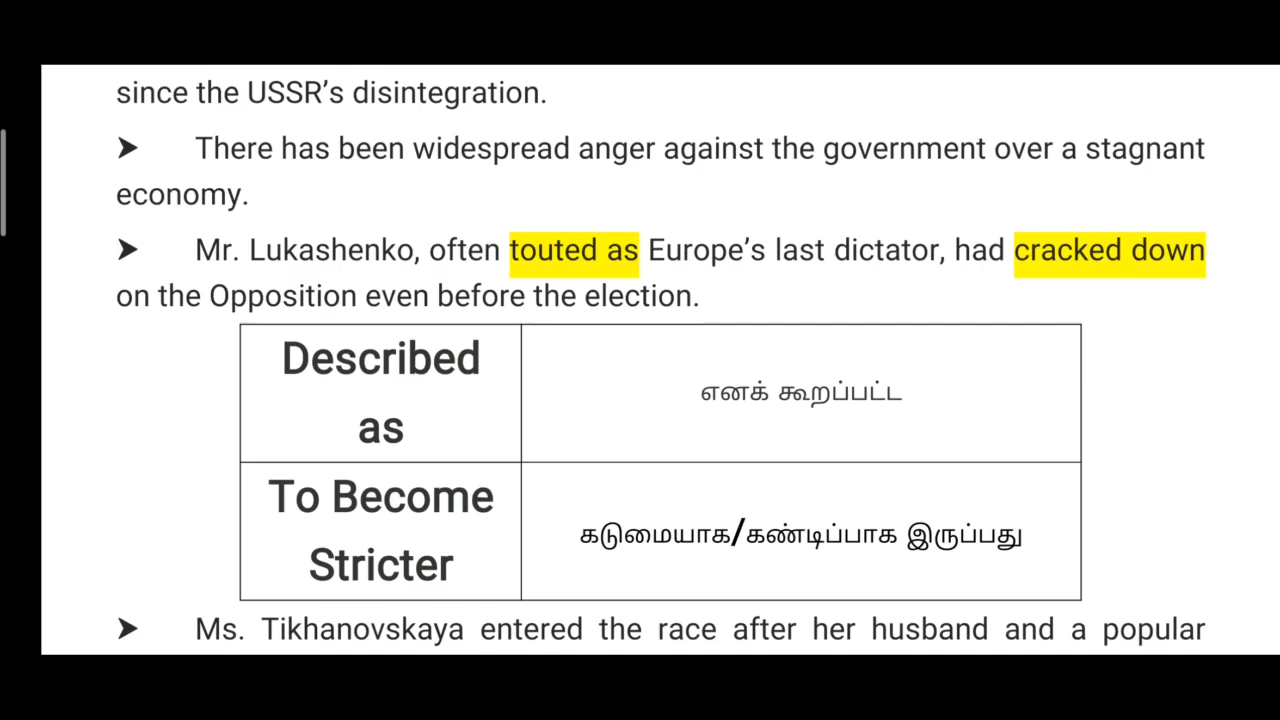 since the USSR’s disintegration.
➤ There has been widespread anger against the government over a stagnant
economy.
➤ Mr. Lukashenko, often touted as Europe’s last dictator, had cracked down
on the Opposition even before the election.
Described
as
எனக் கூறப்பட்ட
To Become
Stricter
கடுமையாக/கண்டிப்பாக இருப்பது
➤ Ms. Tikhanovskaya entered the race after her husband and a popular